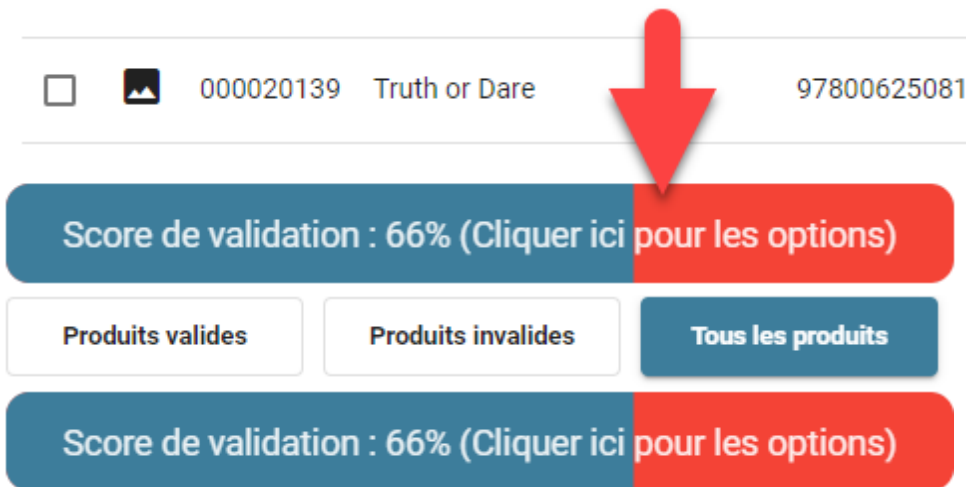 000020139 Truth or Dare 97800625081
Score de validation : 66% (Cliquer ici pour les options)
Produits valides Produits invalides Tous les produits
Score de validation : 66% (Cliquer ici pour les options)